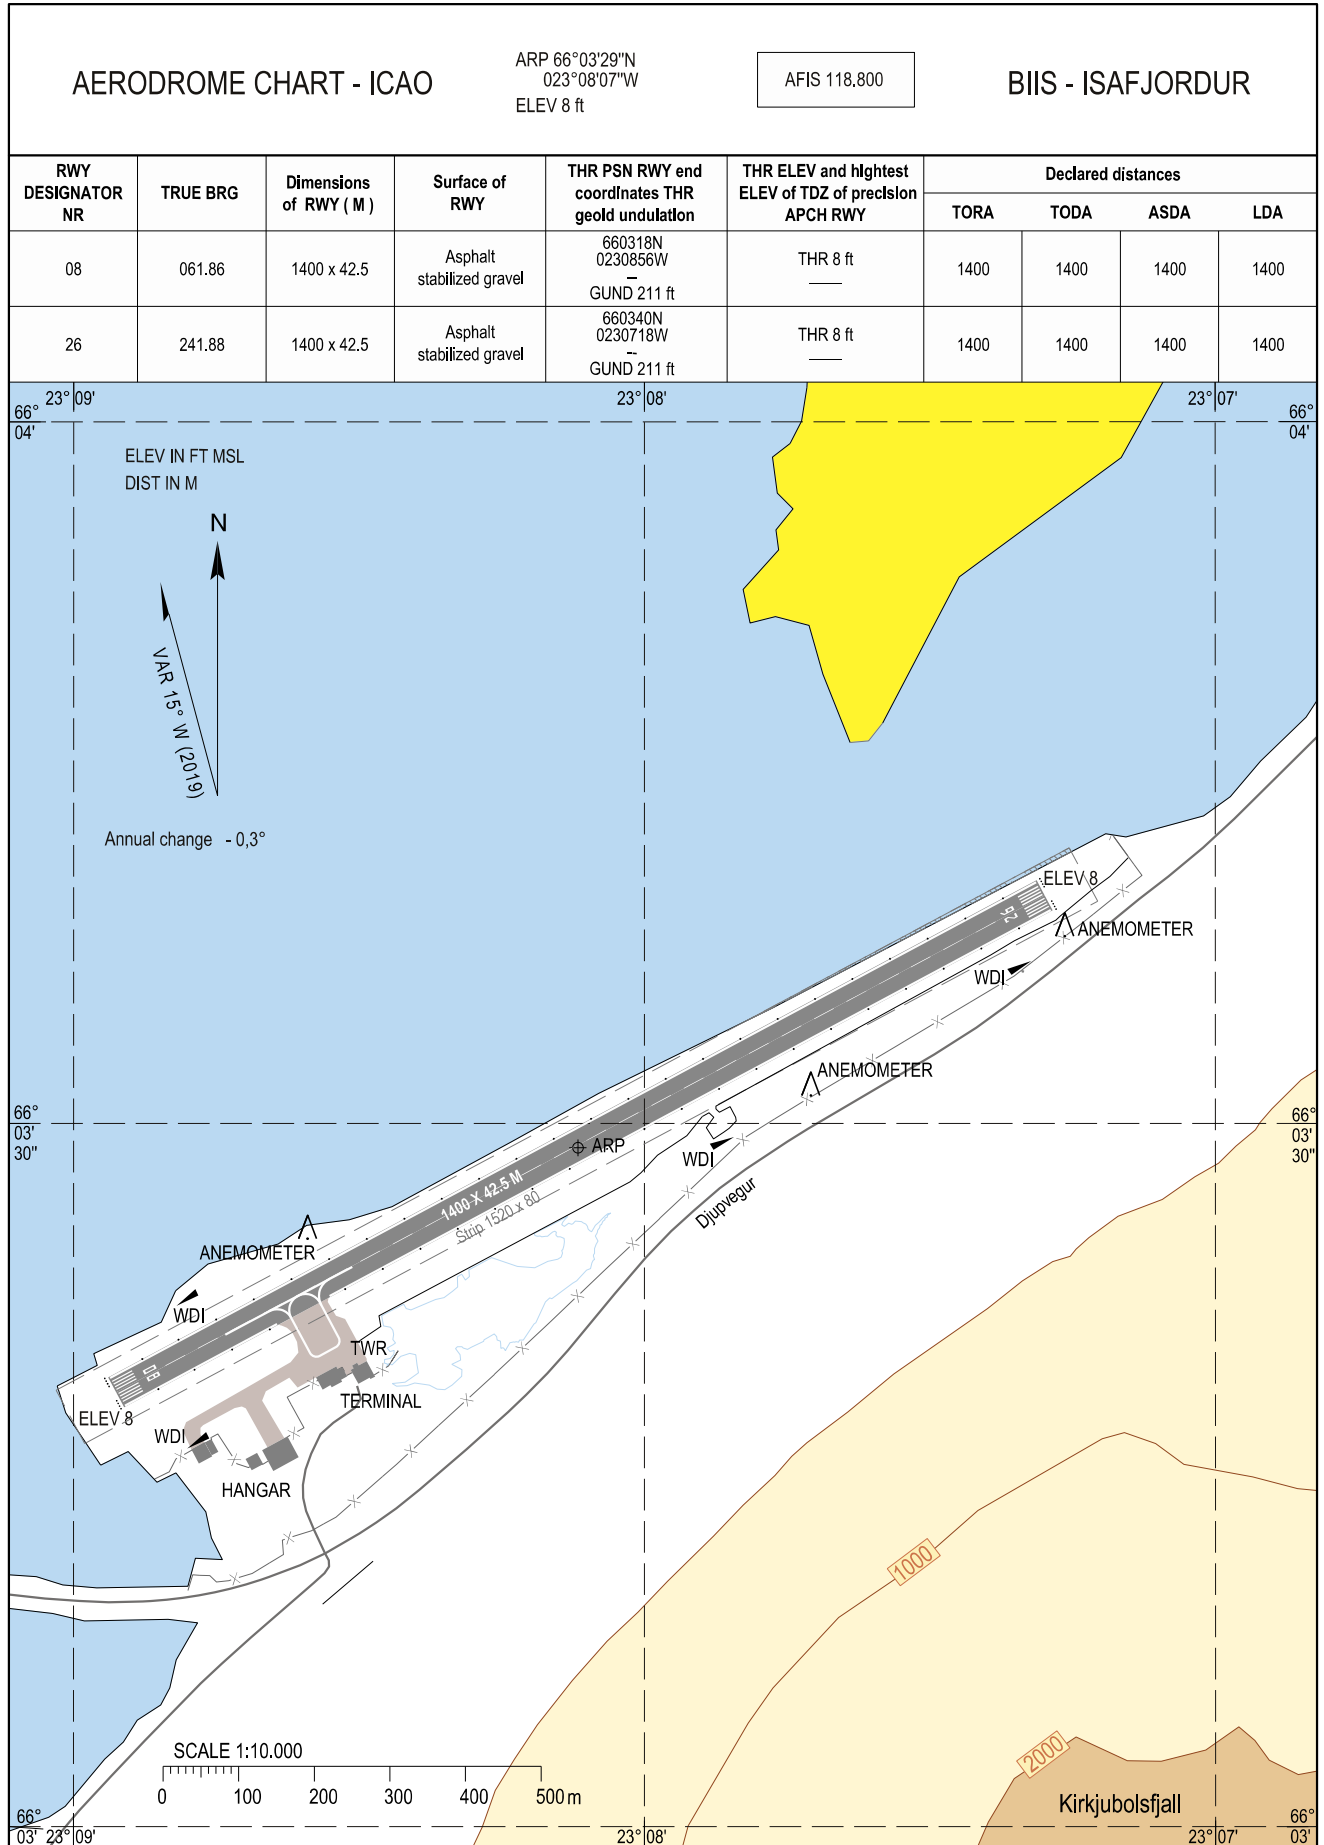 AERODROME CHART - ICAO
ARP 66°03'29"N
023°08'07"W
ELEV 8 ft
AFIS 118.800
BIIS - ISAFJORDUR
RWY DESIGNATOR NR
TRUE BRG
Dimensions of RWY ( M )
Surface of RWY
THR PSN RWY end coordinates THR geoid undulation
THR ELEV and hightest ELEV of TDZ of precision APCH RWY
Declared distances
TORA
TODA
ASDA
LDA
08
061.86
1400 x 42.5
Asphalt stabilized gravel
660318N
0230856W
–
GUND 211 ft
THR 8 ft
——
1400
1400
1400
1400
26
241.88
1400 x 42.5
Asphalt stabilized gravel
660340N
0230718W
--
GUND 211 ft
THR 8 ft
——
1400
1400
1400
1400
23° 09'
23° 08'
23° 07'
66° 04'
66° 04'
ELEV IN FT MSL
DIST IN M
N
VAR 15° W (2019)
Annual change - 0,3°
ELEV 8
26
ANEMOMETER
WDI
ANEMOMETER
66° 03' 30"
66° 03' 30"
ARP
WDI
Djupvegur
1400 X 42.5 M
Strip 1520 x 80
ANEMOMETER
WDI
08
TWR
TERMINAL
ELEV 8
WDI
HANGAR
1000
2000
Kirkjubolsfjall
SCALE 1:10.000
0 100 200 300 400 500 m
66° 03'
23° 09'
23° 08'
23° 07'
66° 03'